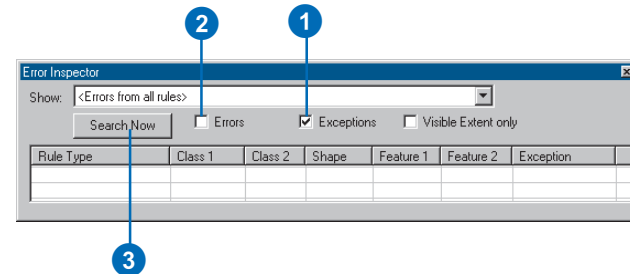 2
1
Error Inspector
Show: <Errors from all rules>
Search Now Errors Exceptions Visible Extent only
Rule Type Class 1 Class 2 Shape Feature 1 Feature 2 Exception
3